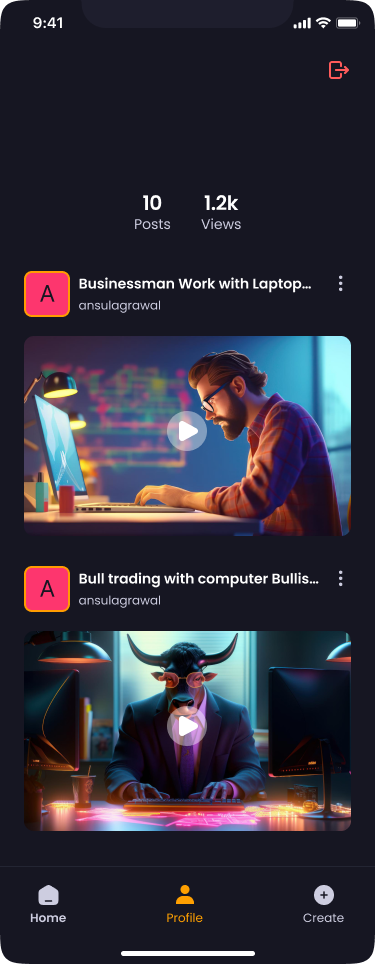 9:41
10
1.2k
Posts
Views
A
Businessman Work with Laptop...
ansulagrawal
A
Bull trading with computer Bullis...
ansulagrawal
Home
Profile
Create